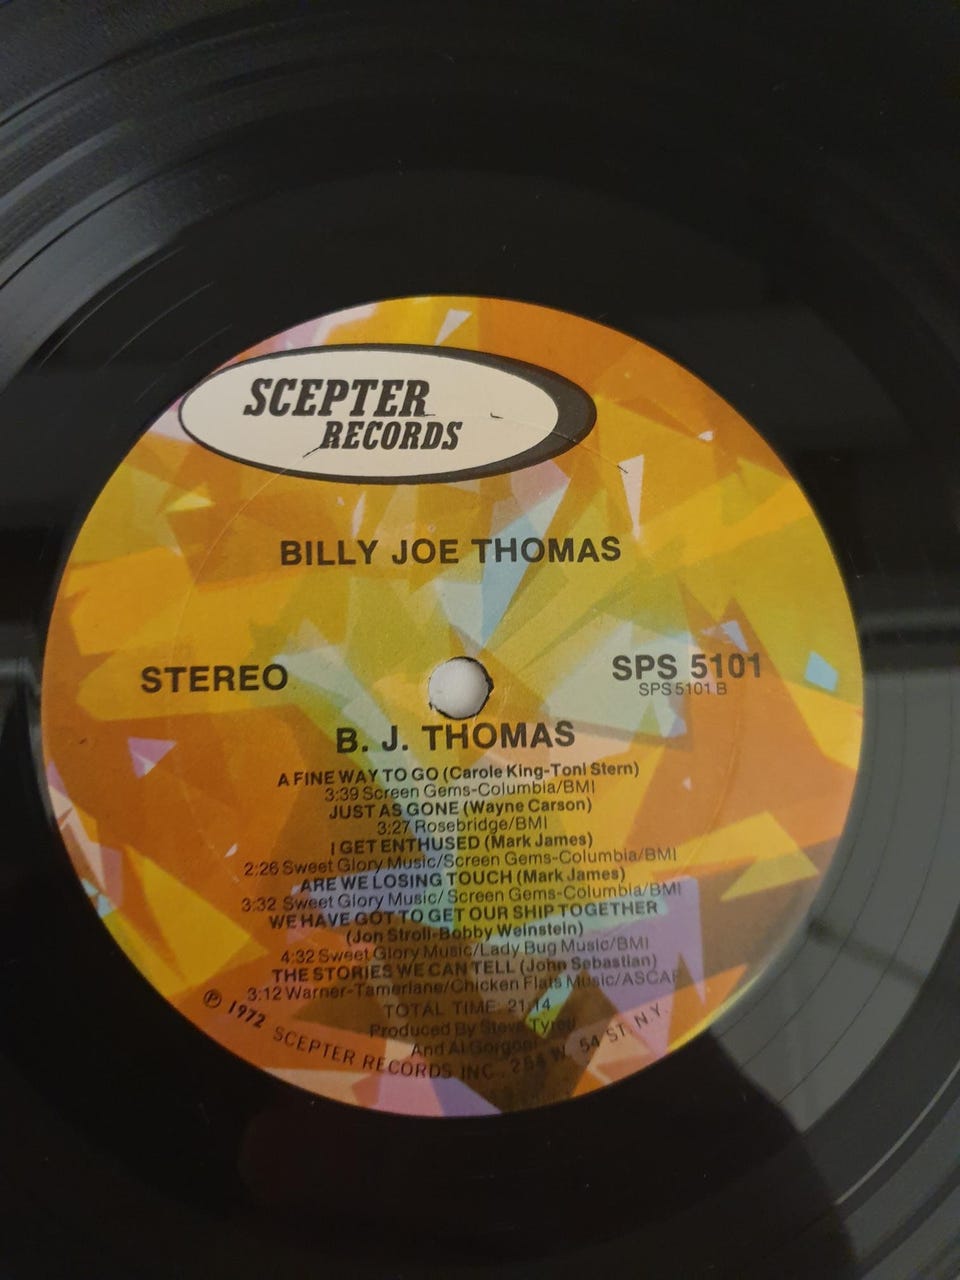 SCEPTER
RECORDS
BILLY JOE THOMAS
STEREO
SPS 5101
SPS 5101 B
B. J. THOMAS
A FINE WAY TO GO (Carole King-Toni Stern)
3:39 Screen Gems-Columbia/BMI
JUST AS GONE (Wayne Carson)
3:27 Rosebridge/BMI
I GET ENTHUSED (Mark James)
2:26 Sweet Glory Music/Screen Gems-Columbia/BMI
ARE WE LOSING TOUCH (Mark James)
3:32 Sweet Glory Music/ Screen Gems-Columbia/BMI
WE HAVE GOT TO GET OUR SHIP TOGETHER
(Jon Stroll-Bobby Weinstein)
4:32 Sweet Glory Music/Lady Bug Music/BMI
THE STORIES WE CAN TELL (John Sebastian)
3:12 Warner-Tamerlane/Chicken Flats Music/ASCAP
TOTAL TIME: 21:14
Produced By Steve Tyrell
And Al Gorgoni
℗ 1972 SCEPTER RECORDS INC., 254 W. 54 ST. N.Y.